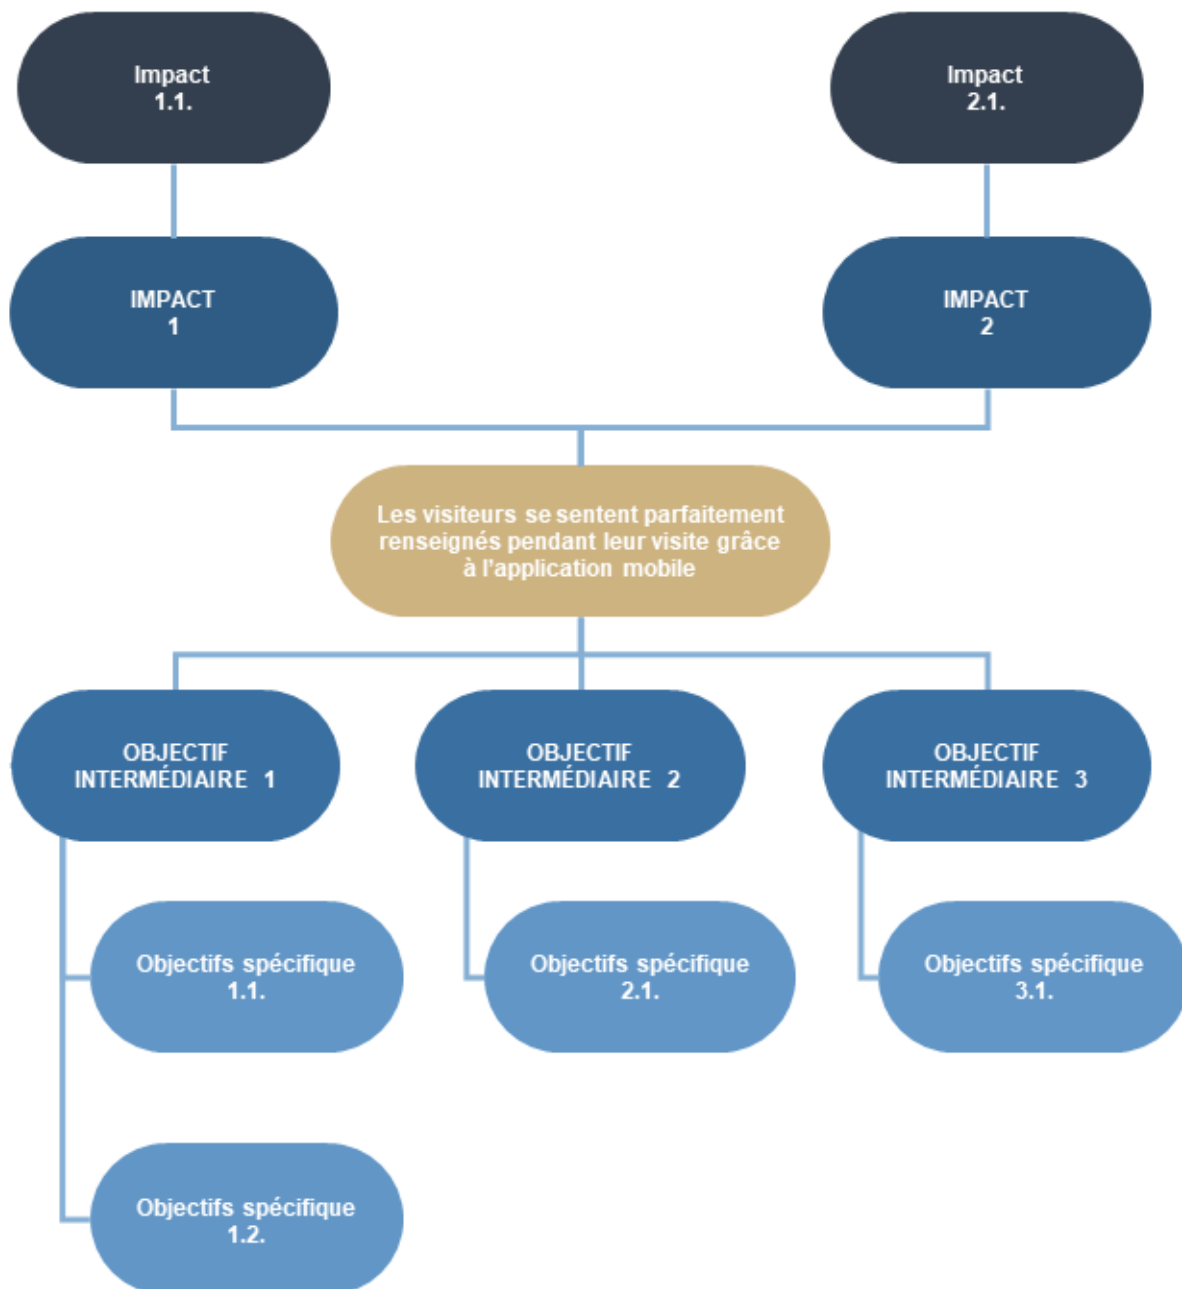 Impact
1.1.
Impact
2.1.
IMPACT
1
IMPACT
2
Les visiteurs se sentent parfaitement
renseignés pendant leur visite grâce
à l'application mobile
OBJECTIF
INTERMÉDIAIRE 1
OBJECTIF
INTERMÉDIAIRE 2
OBJECTIF
INTERMÉDIAIRE 3
Objectifs spécifique
1.1.
Objectifs spécifique
2.1.
Objectifs spécifique
3.1.
Objectifs spécifique
1.2.